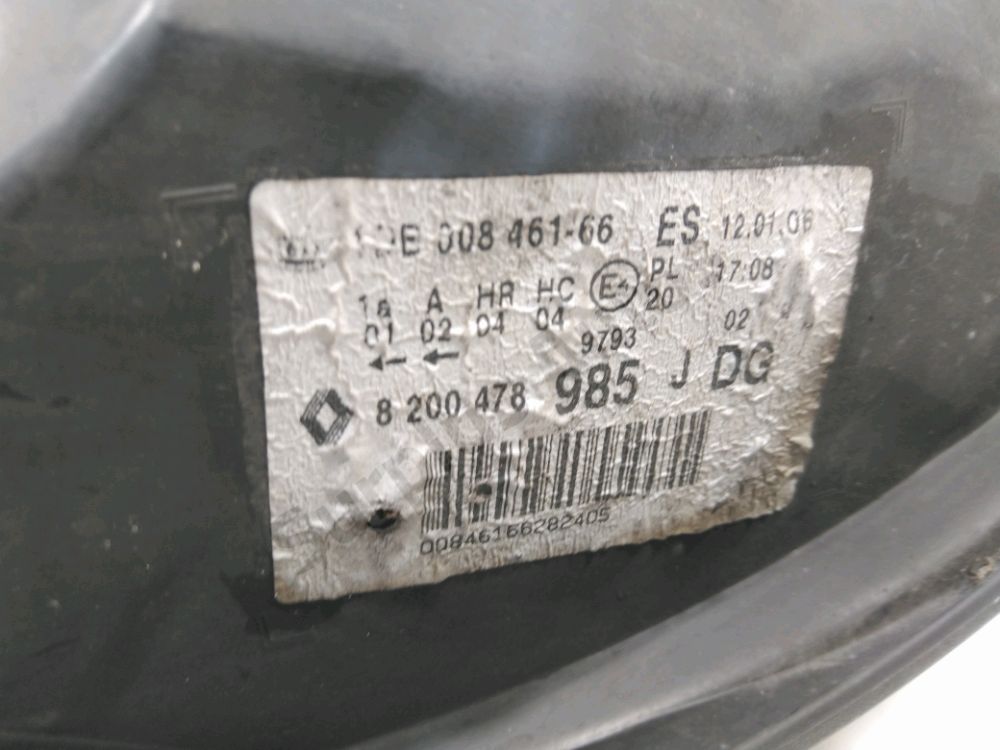 008 461-66 ES 12.01.06
1a A HR HC E4 PL 17:08
01 02 04 04 20
9793 02
8 200 478 985 J DG
00846166282405